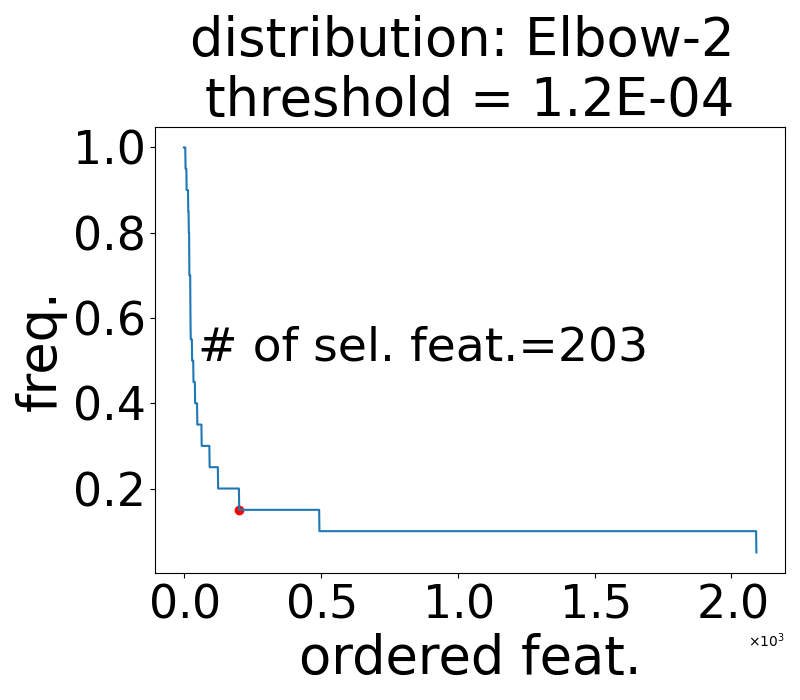 distribution: Elbow-2
threshold = 1.2E-04
1.0
0.8
0.6
0.4
0.2
freq.
# of sel. feat.=203
0.0 0.5 1.0 1.5 2.0
×10³
ordered feat.